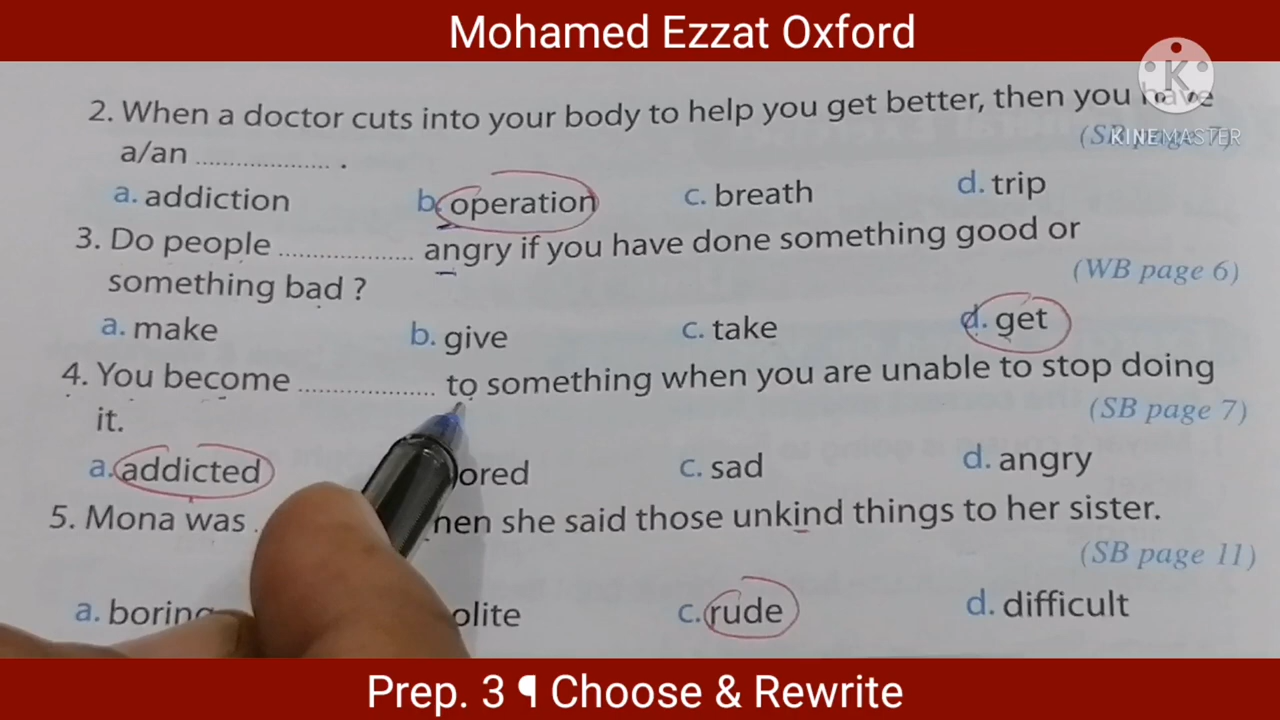 Mohamed Ezzat Oxford
2. When a doctor cuts into your body to help you get better, then you have
KINEMASTER
a/an .................. .
a. addiction b. operation c. breath d. trip
3. Do people .................. angry if you have done something good or
something bad ? (WB page 6)
a. make b. give c. take d. get
4. You become .................. to something when you are unable to stop doing
it. (SB page 7)
a. addicted c. sad d. angry
5. Mona was she said those unkind things to her sister.
(SB page 11)
a. c. rude d. difficult
Prep. 3 ¶ Choose & Rewrite